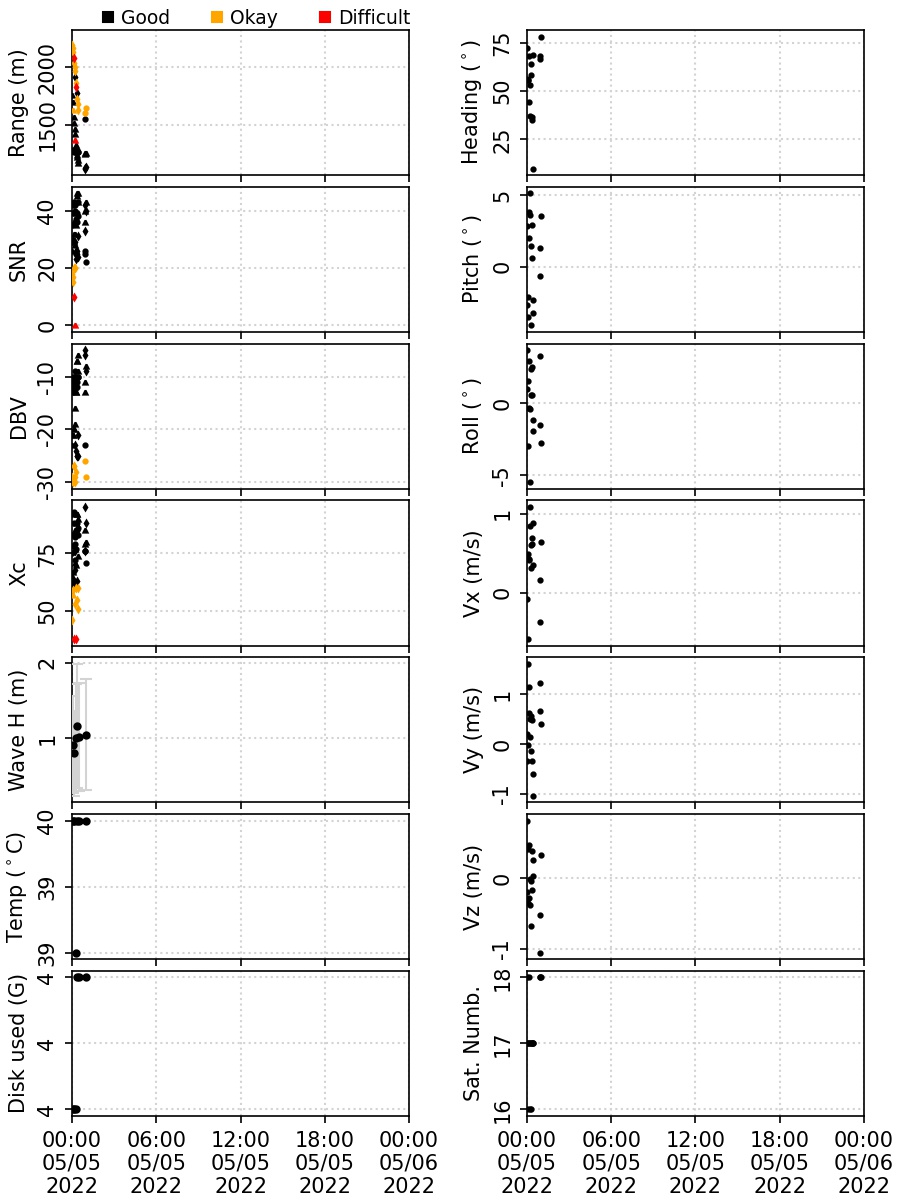 Good Okay Difficult
Range (m)
2000
1500
Heading (°)
75
50
25
SNR
40
20
0
Pitch (°)
5
0
DBV
-10
-20
-30
Roll (°)
0
-5
Xc
75
50
Vx (m/s)
1
0
Wave H (m)
2
1
Vy (m/s)
1
0
-1
Temp (°C)
40
39
39
Vz (m/s)
0
-1
Disk used (G)
4
4
4
Sat. Numb.
18
17
16
00:00 06:00 12:00 18:00 00:00 00:00 06:00 12:00 18:00 00:00
05/05 05/05 05/05 05/05 05/06 05/05 05/05 05/05 05/05 05/06
2022 2022 2022 2022 2022 2022 2022 2022 2022 2022